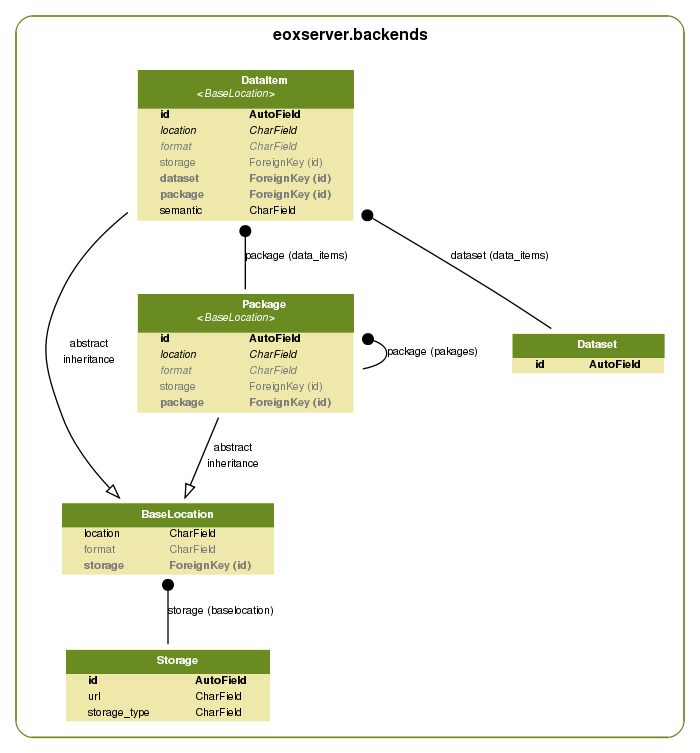 eoxserver.backends
DataItem
<BaseLocation>
id AutoField
location CharField
format CharField
storage ForeignKey (id)
dataset ForeignKey (id)
package ForeignKey (id)
semantic CharField
package (data_items)
dataset (data_items)
Package
<BaseLocation>
id AutoField
location CharField
format CharField
storage ForeignKey (id)
package ForeignKey (id)
package (pakages)
Dataset
id AutoField
abstract
inheritance
abstract
inheritance
BaseLocation
location CharField
format CharField
storage ForeignKey (id)
storage (baselocation)
Storage
id AutoField
url CharField
storage_type CharField